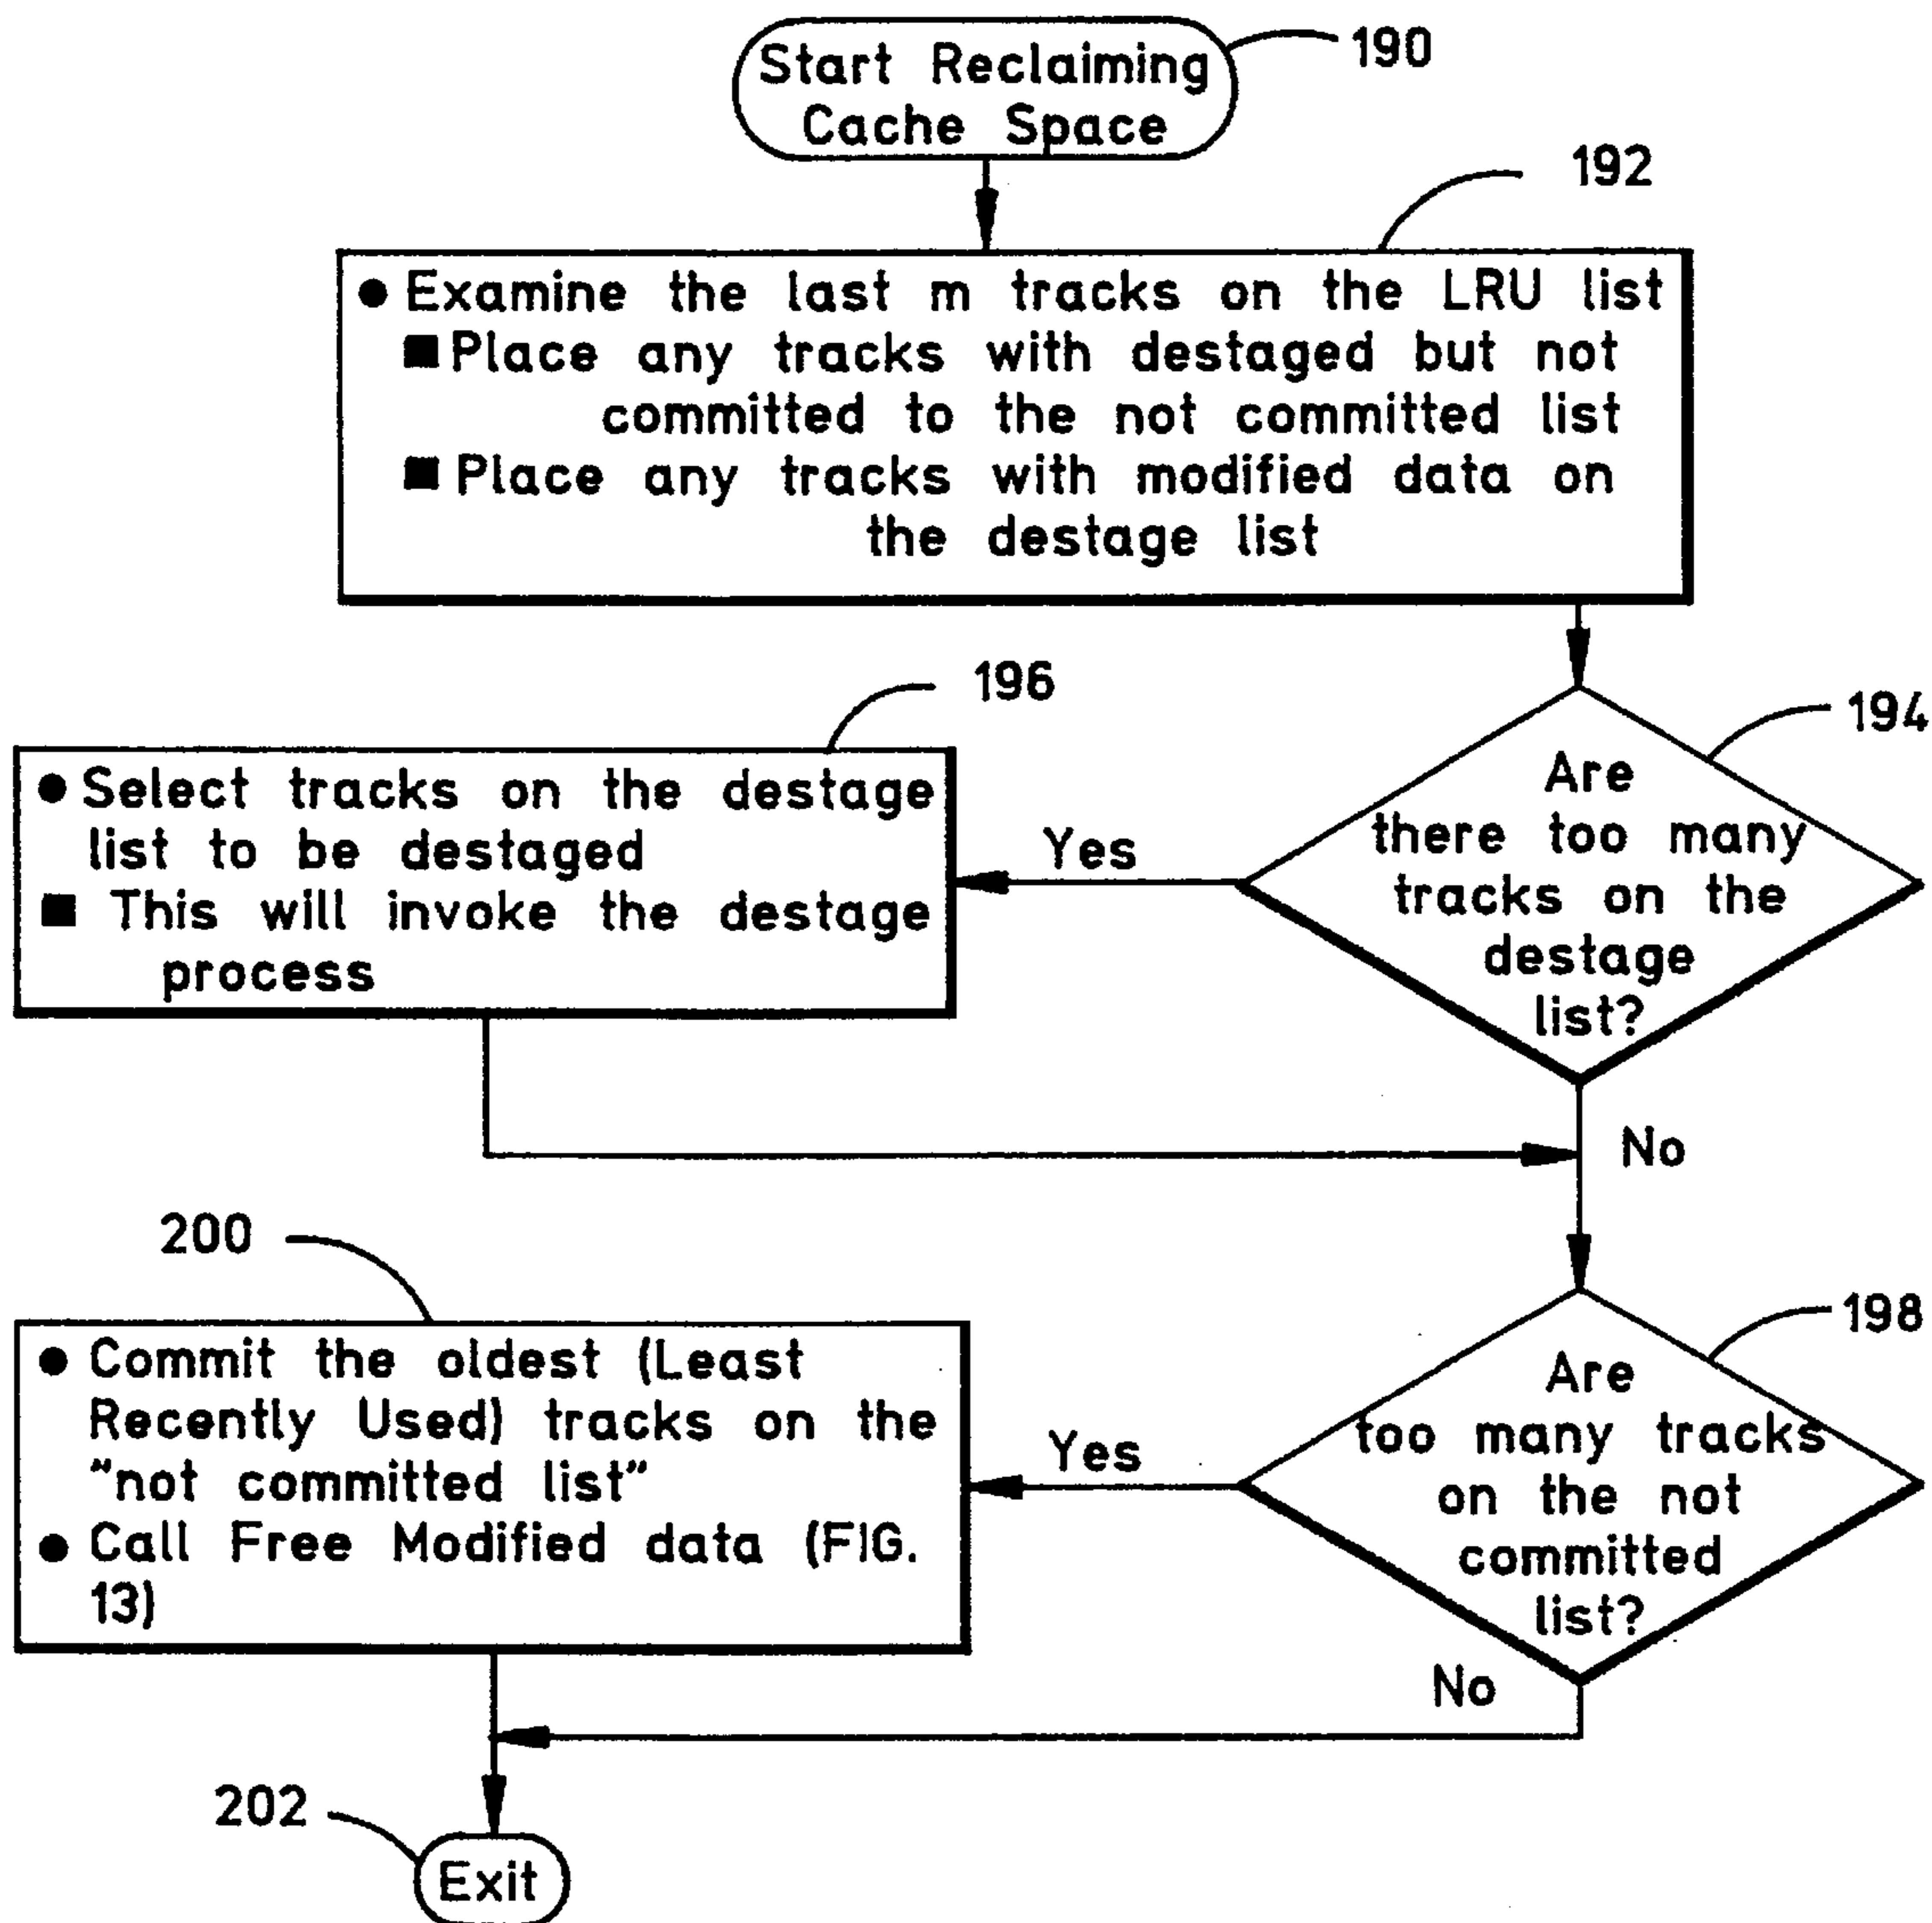 Start Reclaiming
Cache Space
190
192
● Examine the last m tracks on the LRU list
■ Place any tracks with destaged but not
committed to the not committed list
■ Place any tracks with modified data on
the destage list
196
194
● Select tracks on the destage
list to be destaged
■ This will invoke the destage
process
Yes
Are
there too many
tracks on the
destage
list?
No
200
198
● Commit the oldest (Least
Recently Used) tracks on the
“not committed list”
● Call Free Modified data (FIG.
13)
Yes
Are
too many tracks
on the not
committed
list?
No
202
Exit